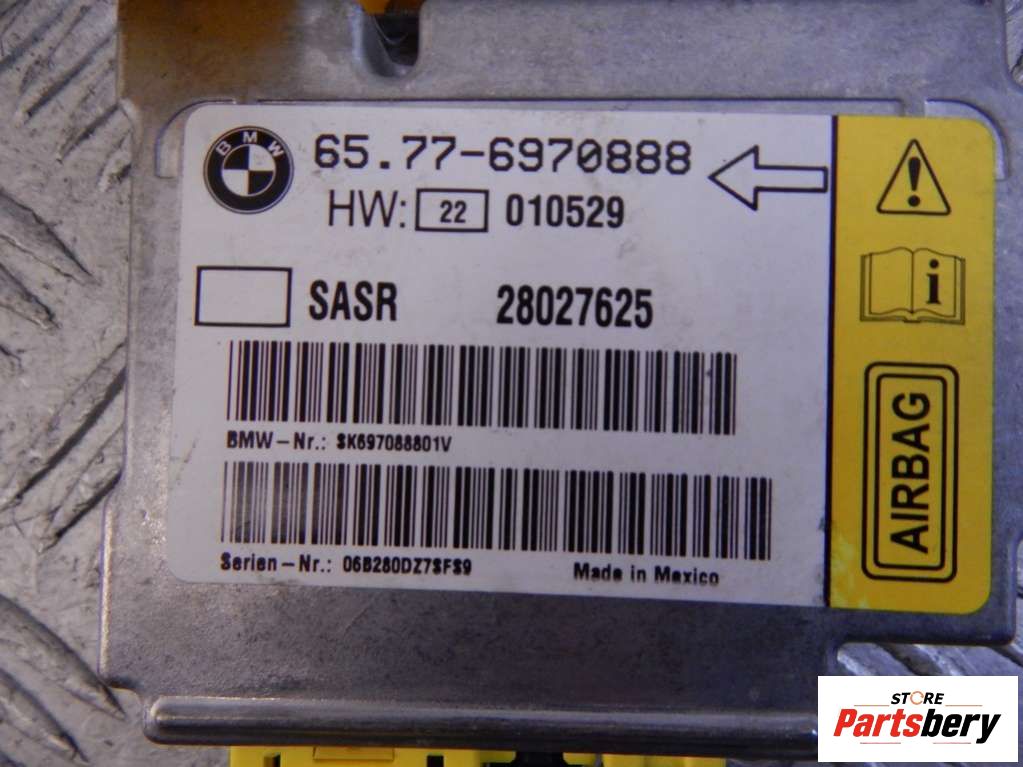 BMW 65.77-6970888
HW: 22 010529
SASR 28027625
BMW-Nr.: SK697088801V
Serien-Nr.: 06B280DZ7SFS9 Made in Mexico
!
i
AIRBAG
STORE
Partsbery